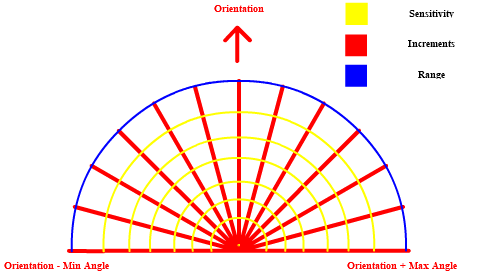 Orientation
Sensitivity
Increments
Range
Orientation - Min Angle
Orientation + Max Angle